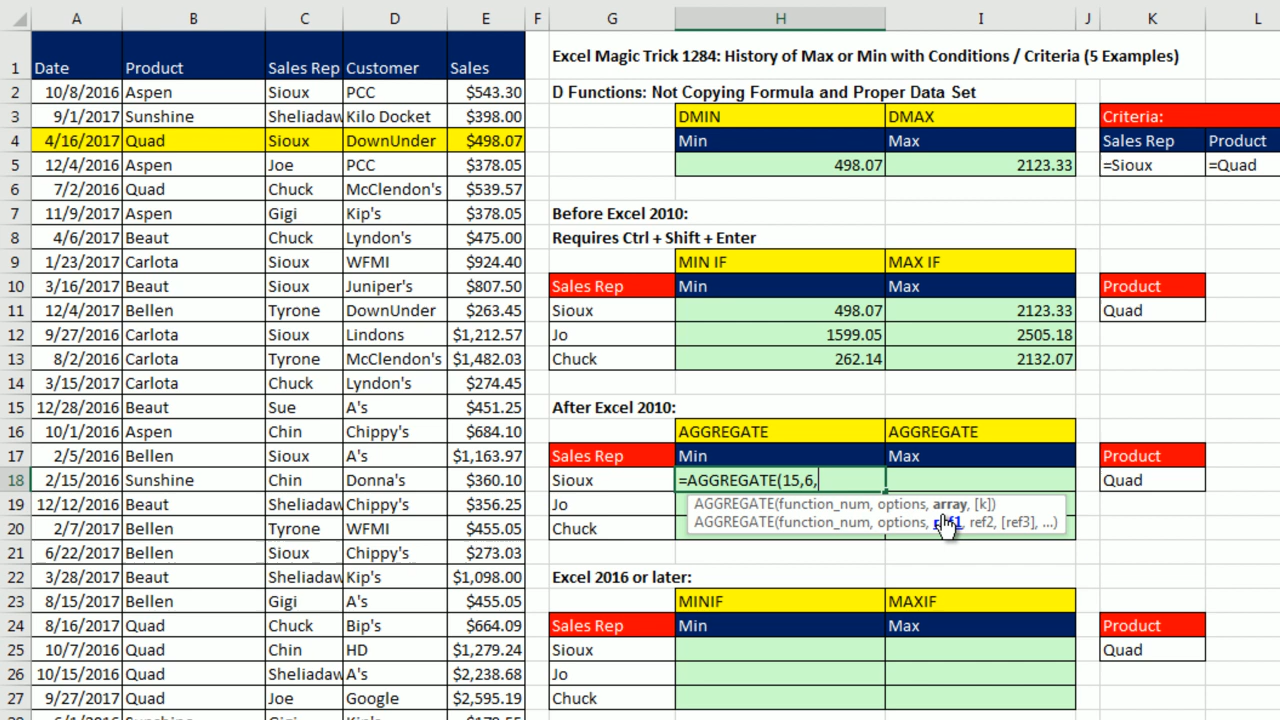 A B C D E F G H I J K L
1 Date Product Sales Rep Customer Sales Excel Magic Trick 1284: History of Max or Min with Conditions / Criteria (5 Examples)
2 10/8/2016 Aspen Sioux PCC $543.30 D Functions: Not Copying Formula and Proper Data Set
3 9/1/2017 Sunshine Sheliadaw Kilo Docket $398.00 DMIN DMAX Criteria:
4 4/16/2017 Quad Sioux DownUnder $498.07 Min Max Sales Rep Product
5 12/4/2016 Aspen Joe PCC $378.05 498.07 2123.33 =Sioux =Quad
6 7/2/2016 Quad Chuck McClendon's $539.57
7 11/9/2017 Aspen Gigi Kip's $378.05 Before Excel 2010:
8 4/6/2017 Beaut Chuck Lyndon's $475.00 Requires Ctrl + Shift + Enter
9 1/23/2017 Carlota Sioux WFMI $924.40 MIN IF MAX IF
10 3/16/2017 Beaut Sioux Juniper's $807.50 Sales Rep Min Max Product
11 12/4/2017 Bellen Tyrone DownUnder $263.45 Sioux 498.07 2123.33 Quad
12 9/27/2016 Carlota Sioux Lindons $1,212.57 Jo 1599.05 2505.18
13 8/2/2016 Carlota Tyrone McClendon's $1,482.03 Chuck 262.14 2132.07
14 3/15/2017 Carlota Chuck Lyndon's $274.45
15 12/28/2016 Beaut Sue A's $451.25 After Excel 2010:
16 10/1/2016 Aspen Chin Chippy's $684.10 AGGREGATE AGGREGATE
17 2/5/2017 Bellen Sioux A's $1,163.97 Sales Rep Min Max Product
18 2/15/2016 Sunshine Chin Donna's $360.10 Sioux =AGGREGATE(15,6, Quad
19 12/12/2016 Beaut Sheliadaw Chippy's $356.25 Jo AGGREGATE(function_num, options, array, [k])
20 2/7/2017 Bellen Tyrone WFMI $455.05 Chuck AGGREGATE(function_num, options, ref1, ref2, [ref3], ...)
21 6/22/2017 Bellen Sioux Chippy's $273.03
22 3/28/2017 Beaut Sheliadaw Kip's $1,098.00 Excel 2016 or later:
23 8/15/2017 Bellen Gigi A's $455.05 MINIF MAXIF
24 8/16/2017 Quad Chuck Bip's $664.09 Sales Rep Min Max Product
25 10/7/2016 Quad Chin HD $1,279.24 Sioux Quad
26 10/15/2016 Quad Sheliadaw A's $2,238.68 Jo
27 9/27/2017 Quad Joe Google $2,595.19 Chuck